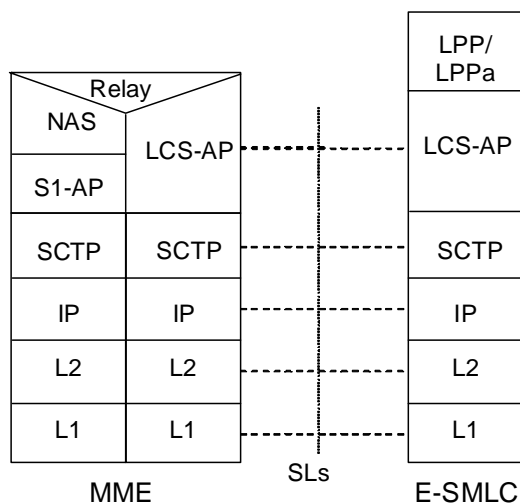 LPP/
LPPa
Relay
NAS
LCS-AP
LCS-AP
S1-AP
SCTP SCTP SCTP
IP IP IP
L2 L2 L2
L1 L1 L1
SLs
MME E-SMLC